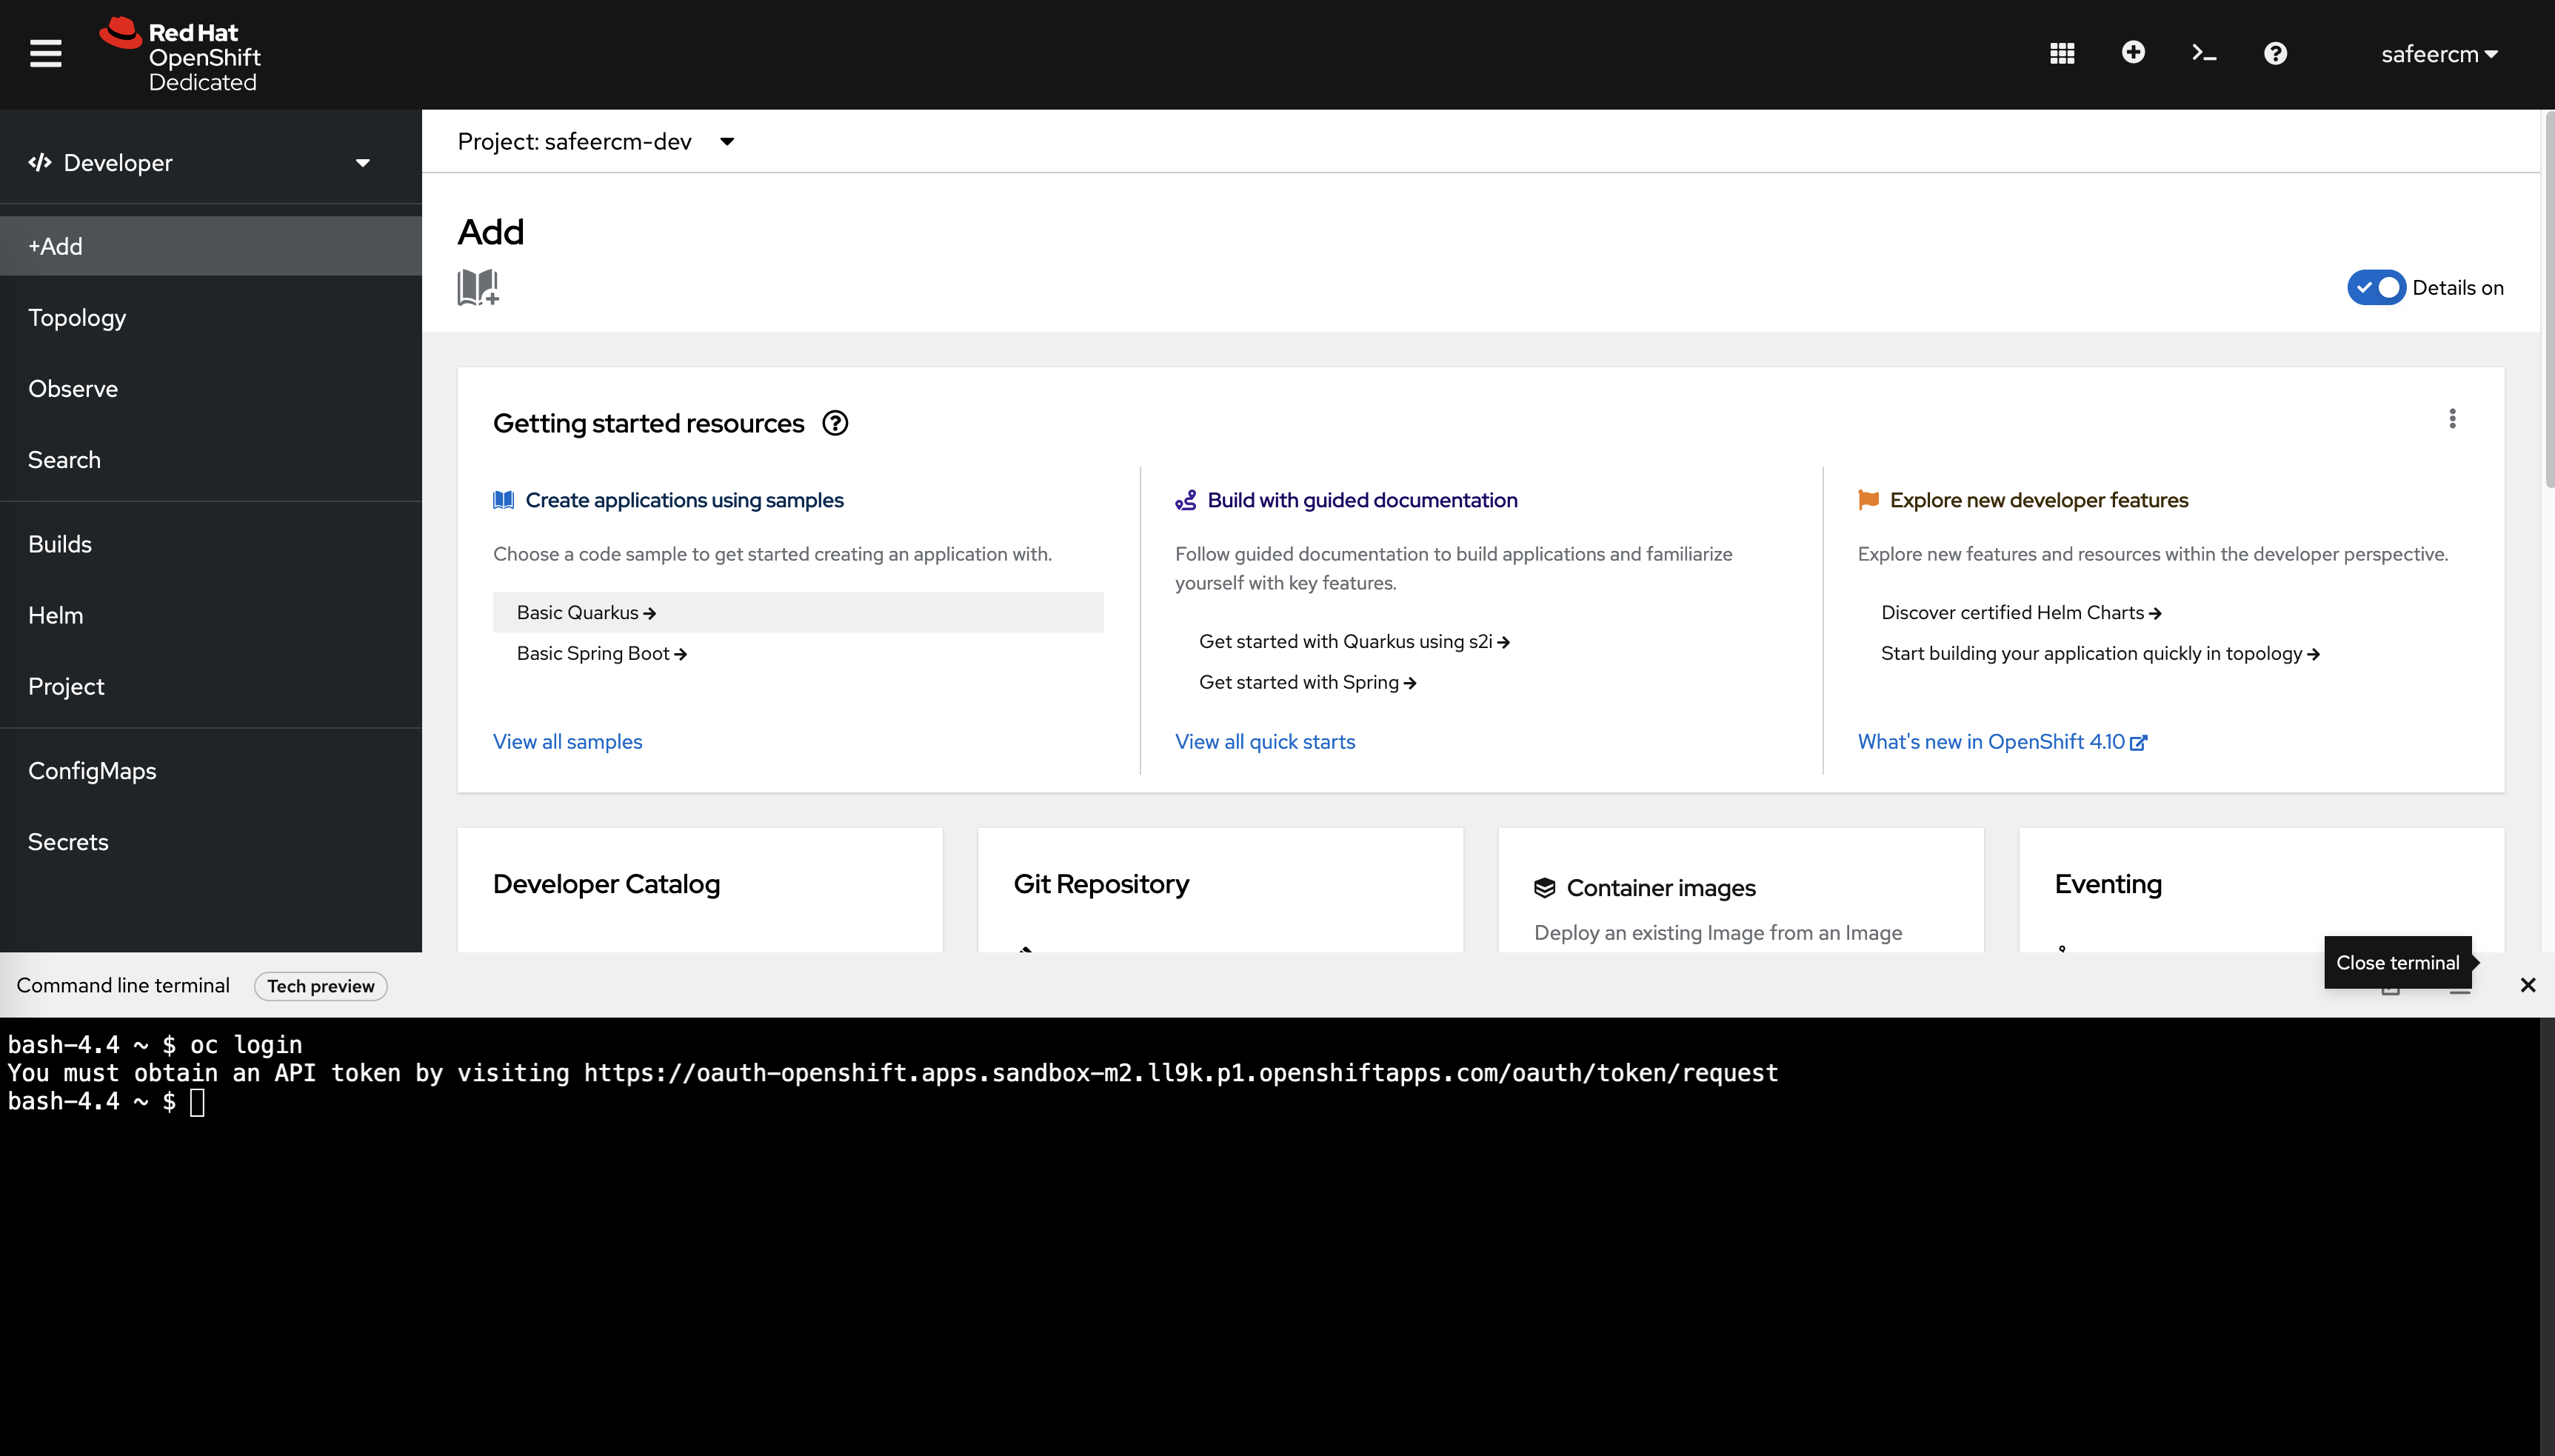 Red Hat
OpenShift
Dedicated
safeercm
Developer
+Add
Topology
Observe
Search
Builds
Helm
Project
ConfigMaps
Secrets
Project: safeercm-dev
Add
Details on
Getting started resources
Create applications using samples
Choose a code sample to get started creating an application with.
Basic Quarkus
Basic Spring Boot
View all samples
Build with guided documentation
Follow guided documentation to build applications and familiarize
yourself with key features.
Get started with Quarkus using s2i
Get started with Spring
View all quick starts
Explore new developer features
Explore new features and resources within the developer perspective.
Discover certified Helm Charts
Start building your application quickly in topology
What's new in OpenShift 4.10
Developer Catalog
Git Repository
Container images
Deploy an existing Image from an Image
Eventing
Close terminal
Command line terminal
Tech preview
bash-4.4 ~ $ oc login
You must obtain an API token by visiting https://oauth-openshift.apps.sandbox-m2.ll9k.p1.openshiftapps.com/oauth/token/request
bash-4.4 ~ $